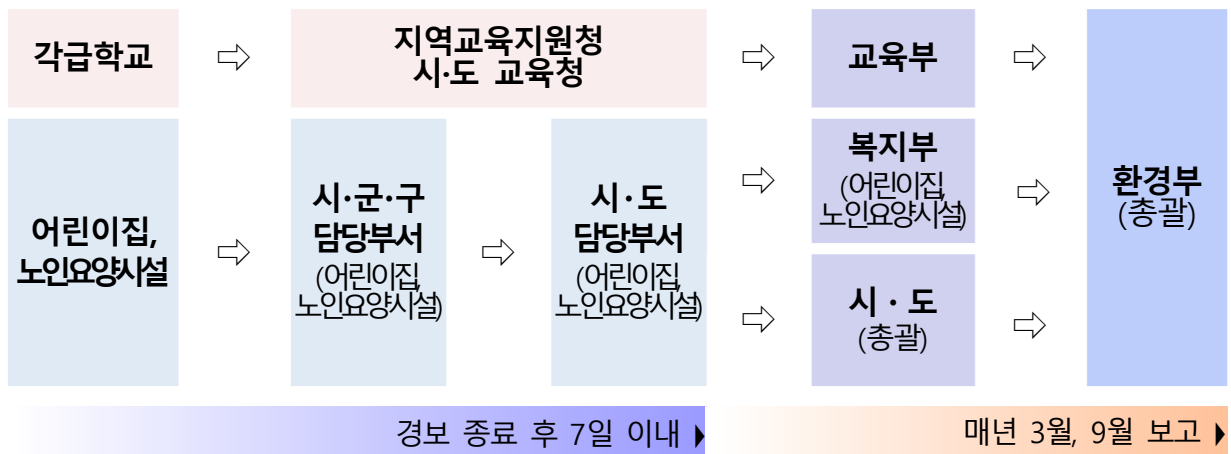 각급학교
⇨
지역교육지원청
시·도 교육청
⇨
교육부
⇨
어린이집,
노인요양시설
⇨
시·군·구
담당부서
(어린이집,
노인요양시설)
⇨
시·도
담당부서
(어린이집,
노인요양시설)
⇨
복지부
(어린이집,
노인요양시설)
⇨
⇨
시·도
(총괄)
⇨
환경부
(총괄)
경보 종료 후 7일 이내 ▶
매년 3월, 9월 보고 ▶